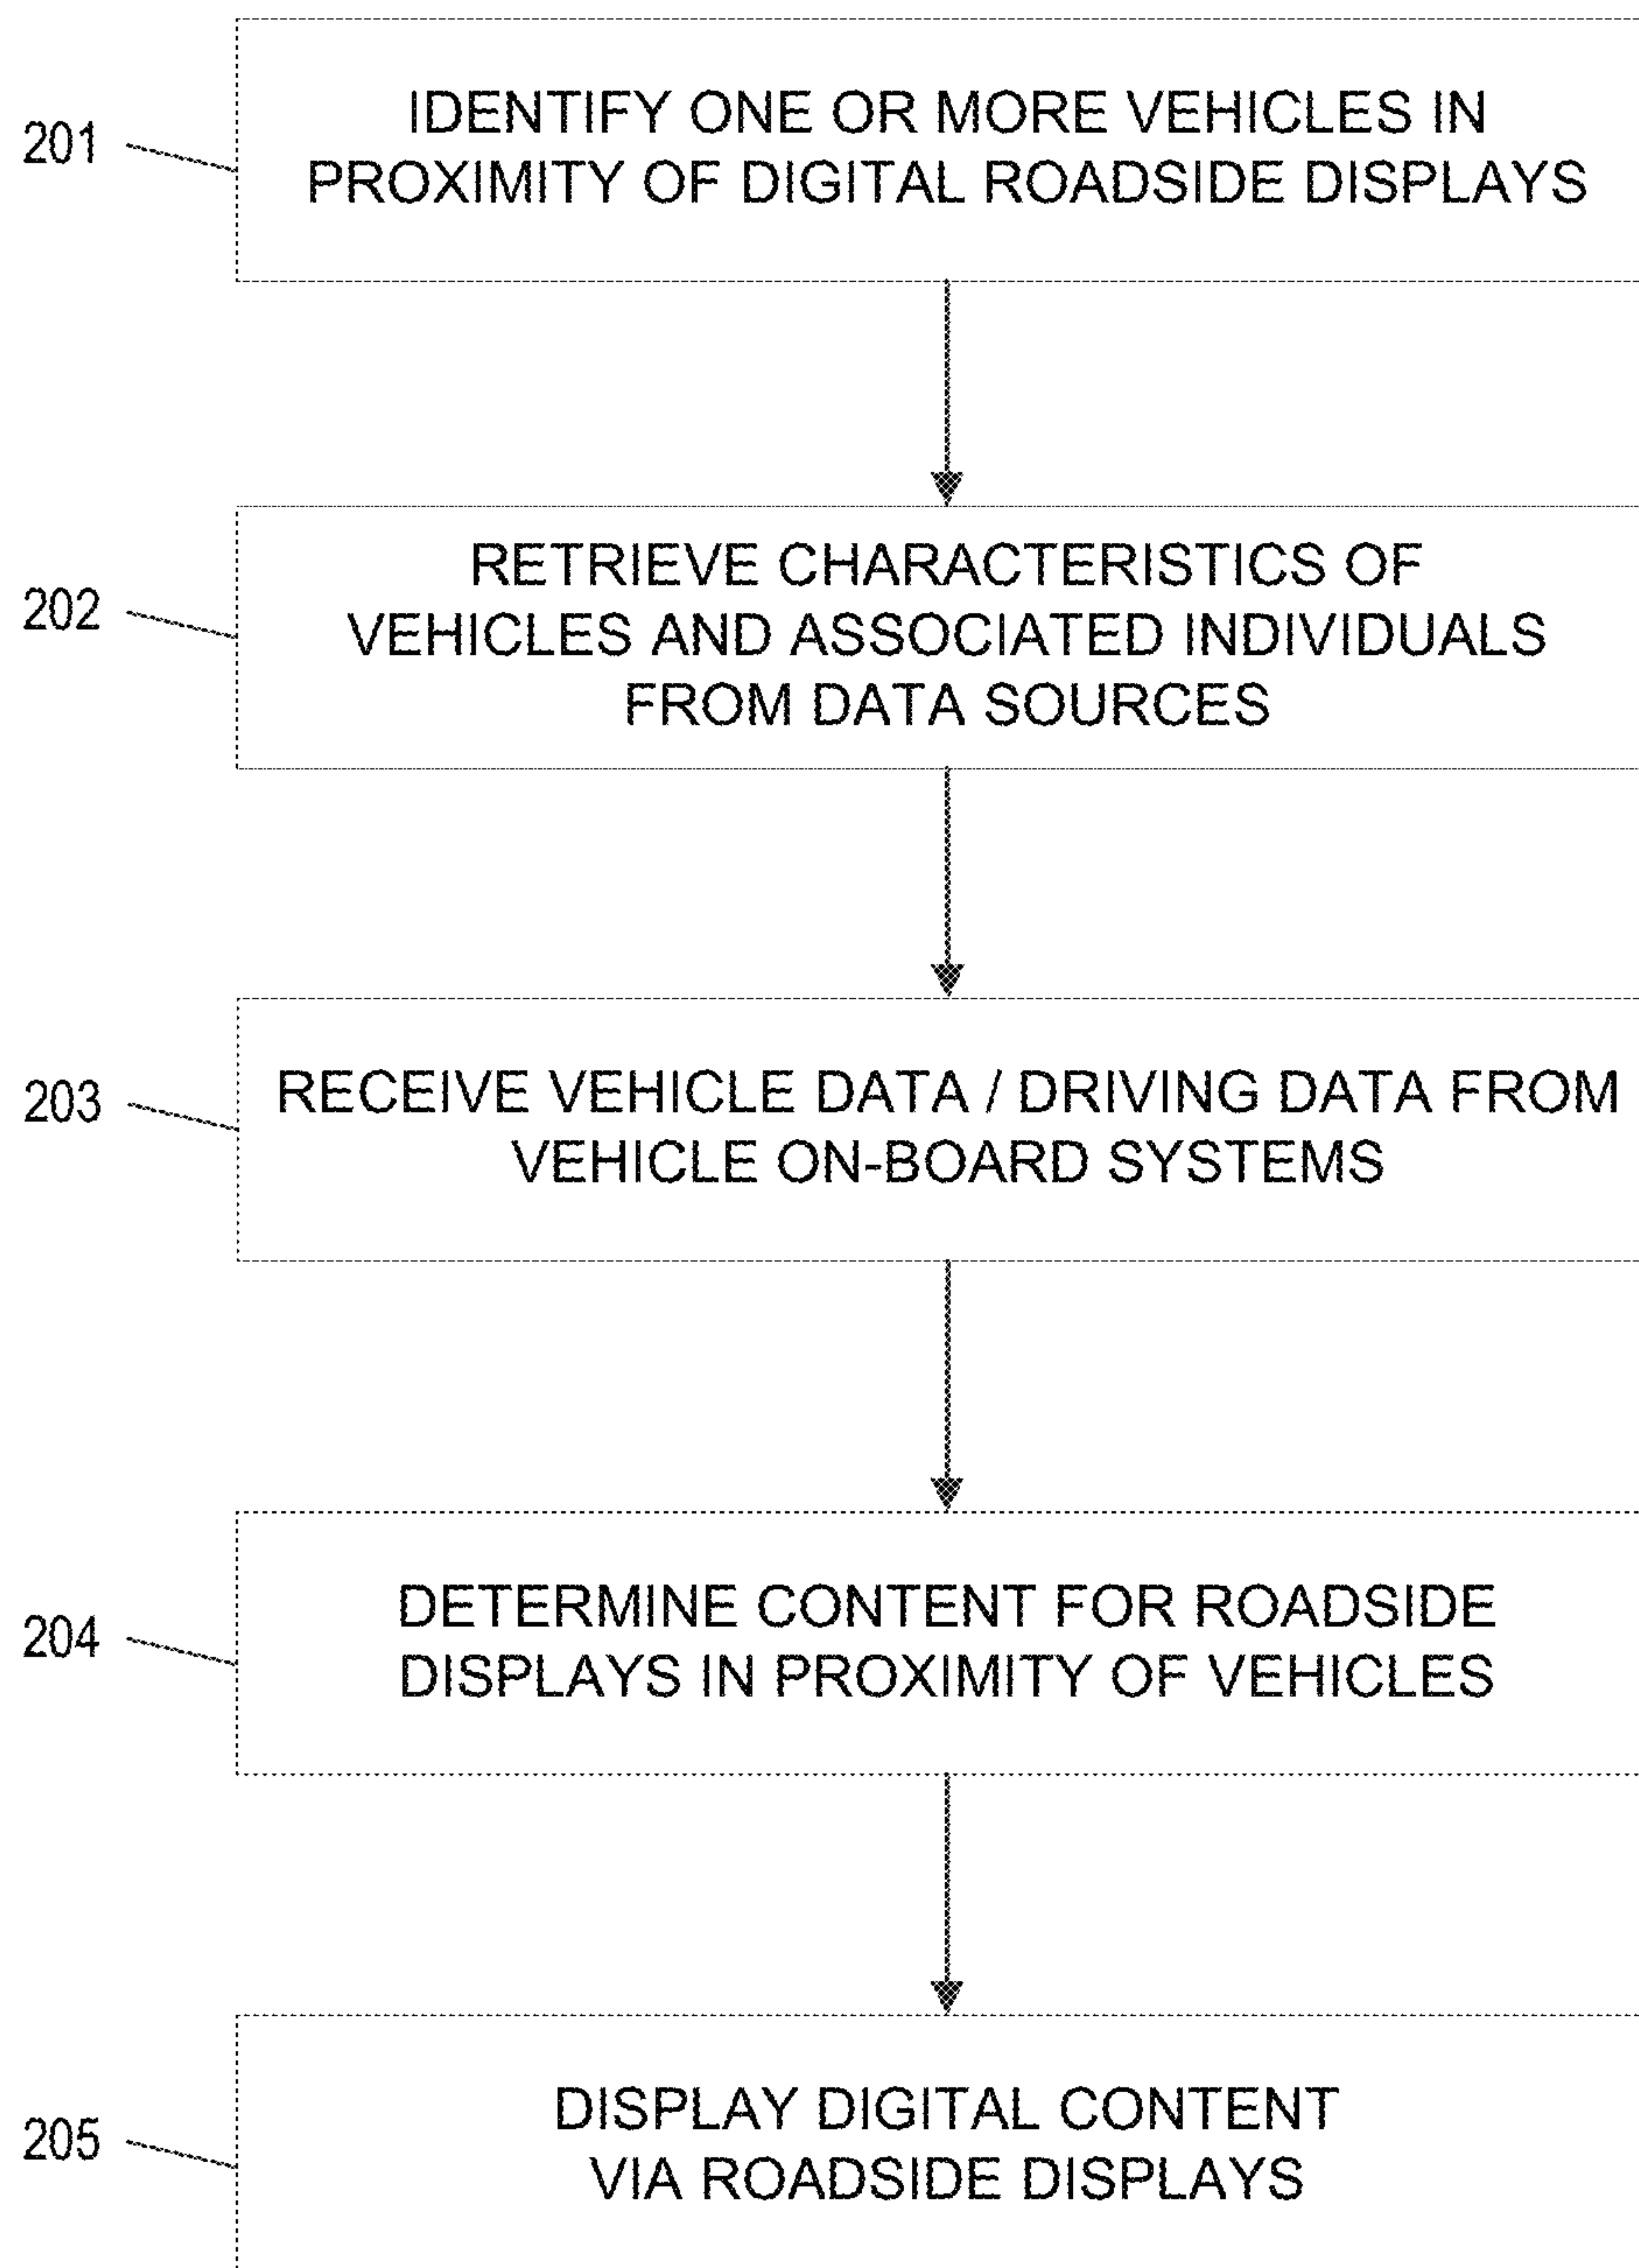 201
IDENTIFY ONE OR MORE VEHICLES IN
PROXIMITY OF DIGITAL ROADSIDE DISPLAYS
202
RETRIEVE CHARACTERISTICS OF
VEHICLES AND ASSOCIATED INDIVIDUALS
FROM DATA SOURCES
203
RECEIVE VEHICLE DATA / DRIVING DATA FROM
VEHICLE ON-BOARD SYSTEMS
204
DETERMINE CONTENT FOR ROADSIDE
DISPLAYS IN PROXIMITY OF VEHICLES
205
DISPLAY DIGITAL CONTENT
VIA ROADSIDE DISPLAYS